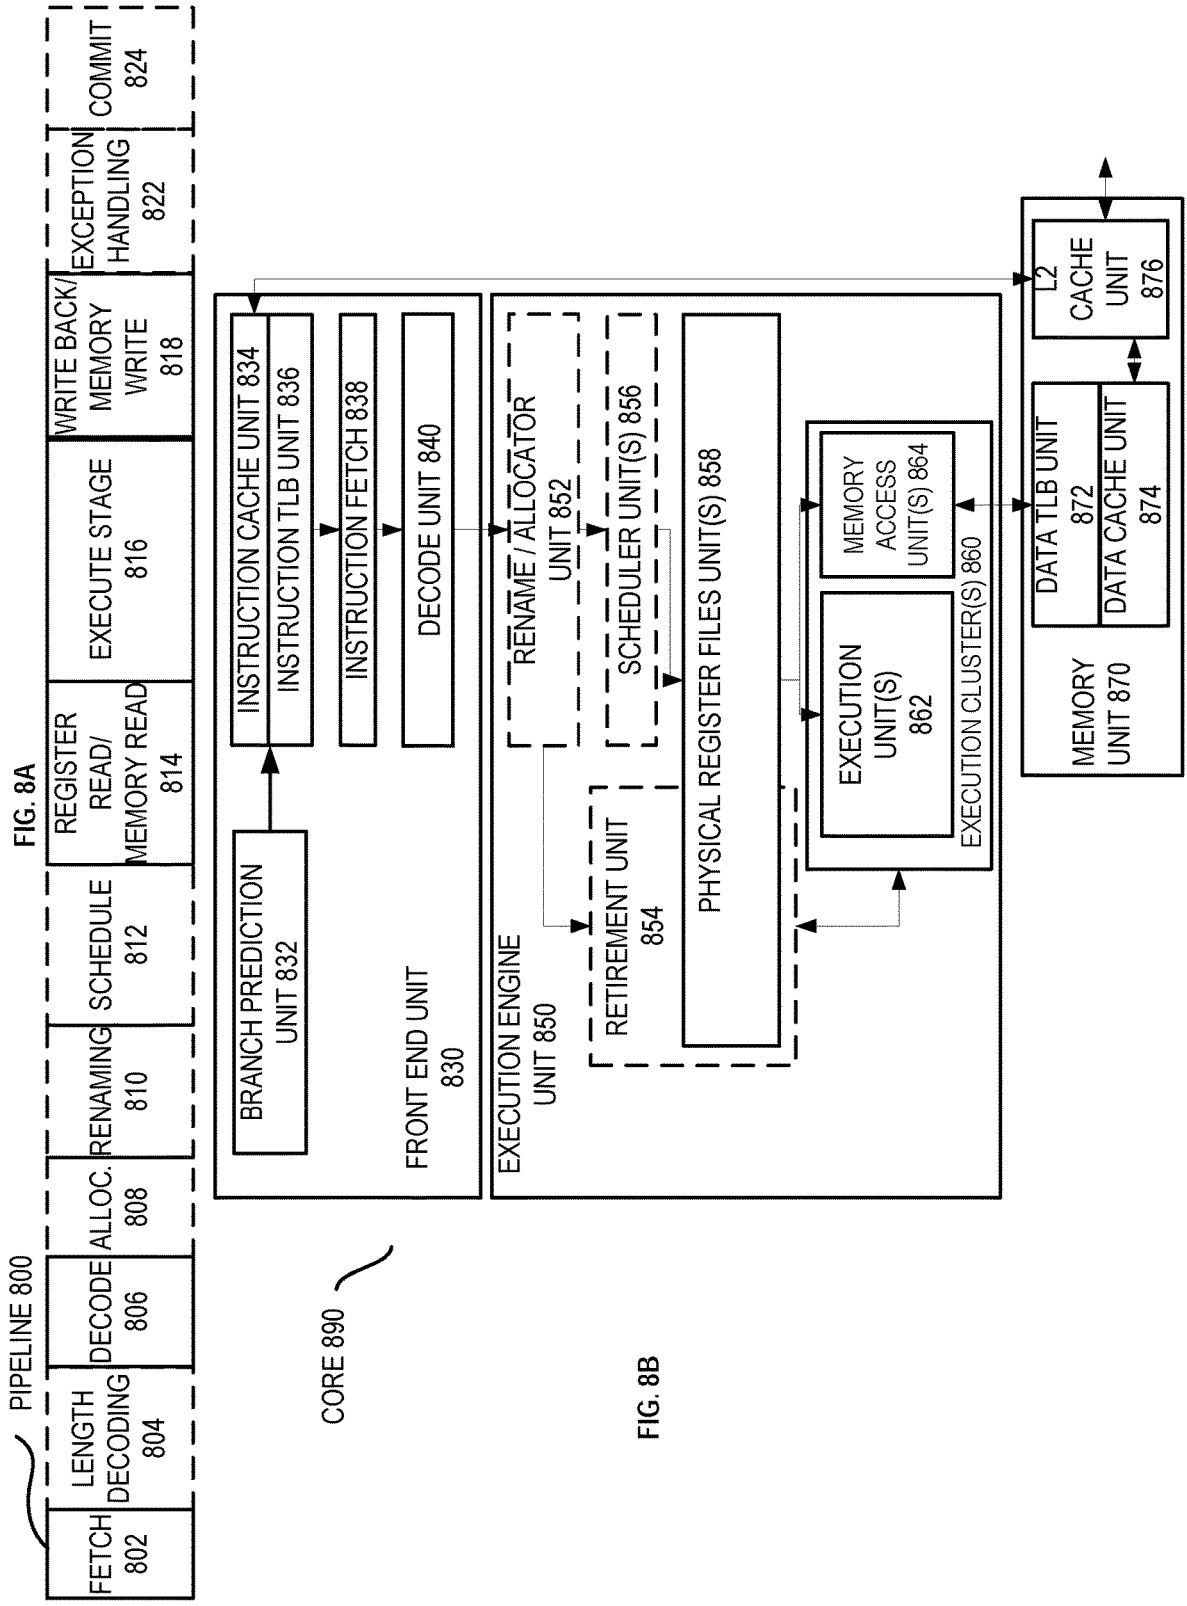 PIPELINE 800
FETCH
802
LENGTH
DECODING
804
DECODE
806
ALLOC.
808
RENAMING
810
SCHEDULE
812
REGISTER
READ/
MEMORY READ
814
EXECUTE STAGE
816
WRITE BACK/
MEMORY
WRITE
818
EXCEPTION
HANDLING
822
COMMIT
824
FIG. 8A
CORE 890
BRANCH PREDICTION
UNIT 832
INSTRUCTION CACHE UNIT 834
INSTRUCTION TLB UNIT 836
INSTRUCTION FETCH 838
DECODE UNIT 840
FRONT END UNIT
830
EXECUTION ENGINE
UNIT 850
RENAME / ALLOCATOR
UNIT 852
SCHEDULER UNIT(S) 856
RETIREMENT UNIT
854
PHYSICAL REGISTER FILES UNIT(S) 858
EXECUTION
UNIT(S)
862
MEMORY
ACCESS
UNIT(S) 864
EXECUTION CLUSTER(S) 860
MEMORY
UNIT 870
DATA TLB UNIT
872
DATA CACHE UNIT
874
L2
CACHE
UNIT
876
FIG. 8B